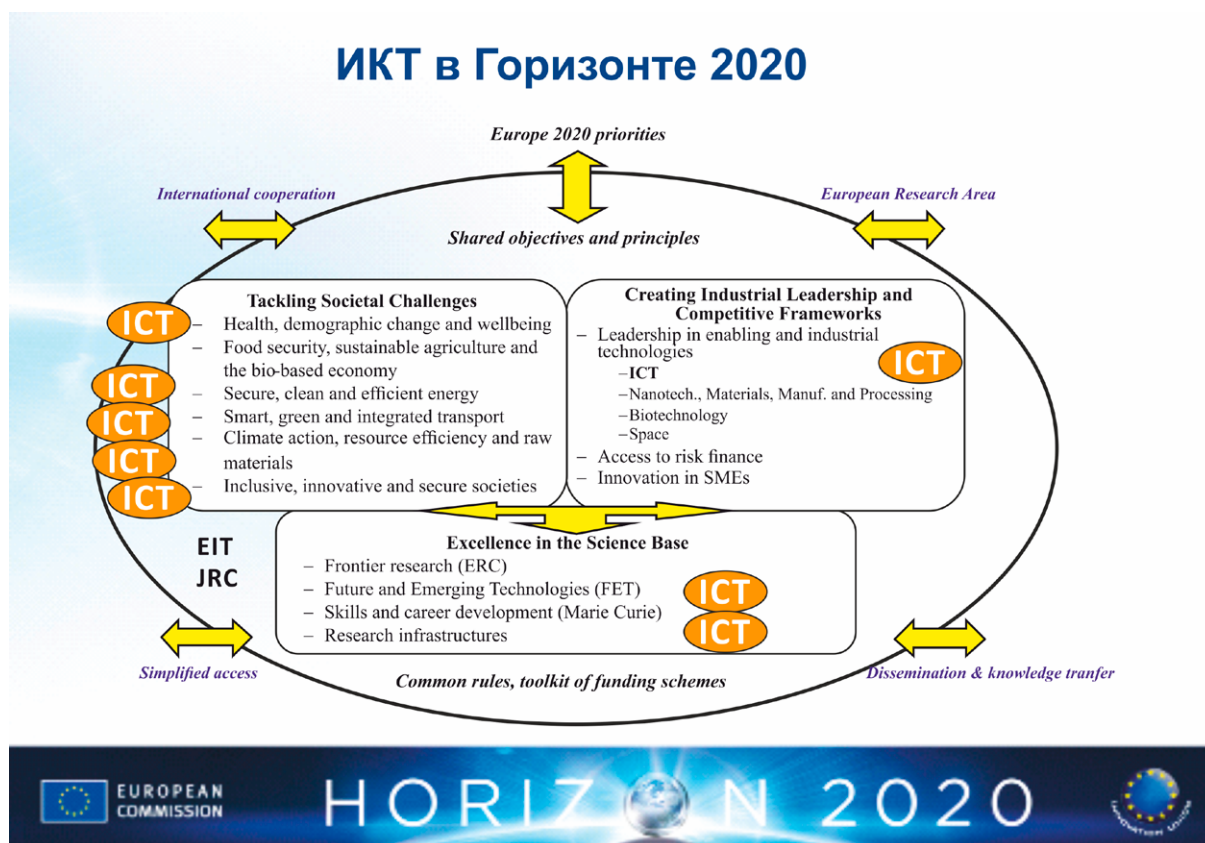 ИКТ в Горизонте 2020
Europe 2020 priorities
International cooperation
European Research Area
Shared objectives and principles
Tackling Societal Challenges
ICT
– Health, demographic change and wellbeing
– Food security, sustainable agriculture and
the bio-based economy
ICT
– Secure, clean and efficient energy
ICT
– Smart, green and integrated transport
– Climate action, resource efficiency and raw
materials
ICT
– Inclusive, innovative and secure societies
ICT
Creating Industrial Leadership and
Competitive Frameworks
– Leadership in enabling and industrial
technologies
ICT
–ICT
–Nanotech., Materials, Manuf. and Processing
–Biotechnology
–Space
– Access to risk finance
– Innovation in SMEs
EIT
JRC
Excellence in the Science Base
– Frontier research (ERC)
– Future and Emerging Technologies (FET)
ICT
– Skills and career development (Marie Curie)
– Research infrastructures
ICT
Simplified access
Common rules, toolkit of funding schemes
Dissemination & knowledge tranfer
EUROPEAN
COMMISSION
HORIZON 2020
INNOVATION UNION